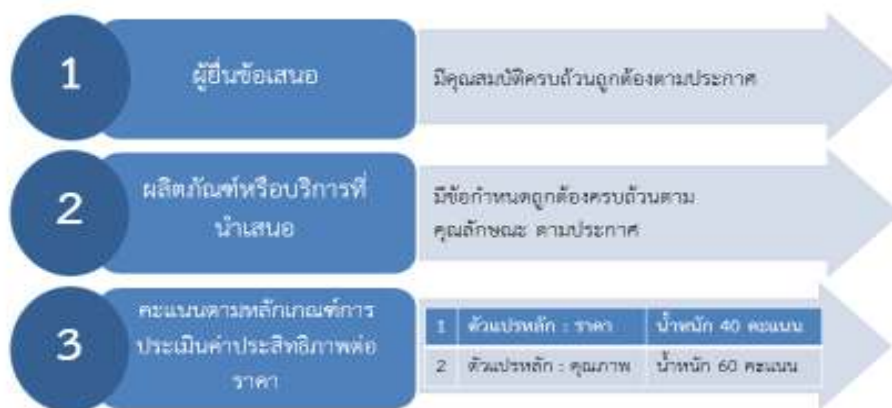 1
ผู้ยื่นข้อเสนอ
มีคุณสมบัติครบถ้วนถูกต้องตามประกาศ
2
ผลิตภัณฑ์หรือบริการที่
นำเสนอ
มีข้อกำหนดถูกต้องครบถ้วนตาม
คุณลักษณะ ตามประกาศ
3
คะแนนตามหลักเกณฑ์การ
ประเมินค่าประสิทธิภาพต่อ
ราคา
1 ตัวแปรหลัก : ราคา น้ำหนัก 40 คะแนน
2 ตัวแปรหลัก : คุณภาพ น้ำหนัก 60 คะแนน